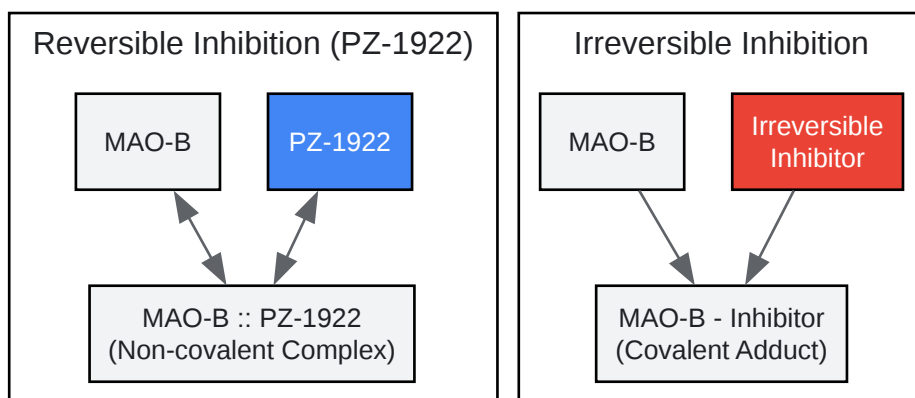 Reversible Inhibition (PZ-1922)
MAO-B
PZ-1922
MAO-B :: PZ-1922
(Non-covalent Complex)
Irreversible Inhibition
MAO-B
Irreversible
Inhibitor
MAO-B - Inhibitor
(Covalent Adduct)